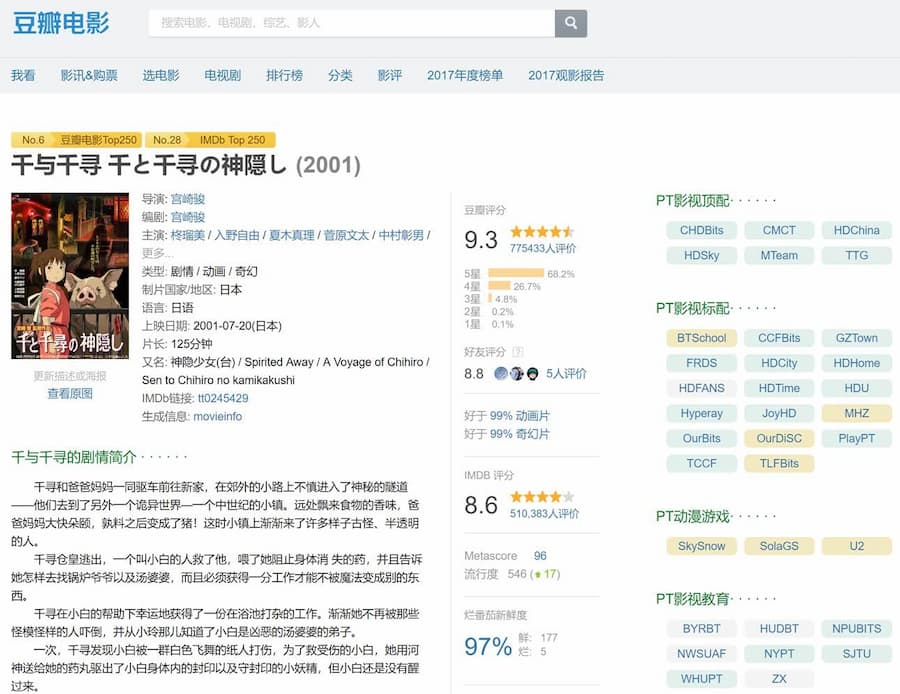 豆瓣电影
搜索电影、电视剧、综艺、影人
我看 影讯&购票 选电影 电视剧 排行榜 分类 影评 2017年度榜单 2017观影报告
No.6 豆瓣电影Top250 No.28 IMDb Top 250
千与千寻 千と千寻の神隠し (2001)
千と千尋の神隠し
更新描述或海报
查看原图
导演: 宫崎骏
编剧: 宫崎骏
主演: 柊瑠美 / 入野自由 / 夏木真理 / 菅原文太 / 中村彰男 /
更多...
类型: 剧情 / 动画 / 奇幻
制片国家/地区: 日本
语言: 日语
上映日期: 2001-07-20(日本)
片长: 125分钟
又名: 神隐少女(台) / Spirited Away / A Voyage of Chihiro /
Sen to Chihiro no kamikakushi
IMDb链接: tt0245429
生成信息: movieinfo
千与千寻的剧情简介 · · · · · ·
千寻和爸爸妈妈一同驱车前往新家，在郊外的小路上不慎进入了神秘的隧道
——他们去到了另外一个诡异世界—一个中世纪的小镇。远处飘来食物的香味，爸
爸妈妈大快朵颐，孰料之后变成了猪！这时小镇上渐渐来了许多样子古怪、半透明
的人。
千寻仓皇逃出，一个叫小白的人救了他，喂了她阻止身体消 失的药，并且告诉
她怎样去找锅炉爷爷以及汤婆婆，而且必须获得一分工作才能不被魔法变成别的东
西。
千寻在小白的帮助下幸运地获得了一份在浴池打杂的工作。渐渐她不再被那些
怪模怪样的人吓倒，并从小玲那儿知道了小白是凶恶的汤婆婆的弟子。
一次，千寻发现小白被一群白色飞舞的纸人打伤，为了救受伤的小白，她用河
神送给她的药丸驱出了小白身体内的封印以及守封印的小妖精，但小白还是没有醒
过来。
豆瓣评分
9.3
775433人评价
5星 68.2%
4星 26.7%
3星 4.8%
2星 0.2%
1星 0.1%
好友评分 ?
8.8 5人评价
好于 99% 动画片
好于 99% 奇幻片
IMDB 评分
8.6
510,383人评价
Metascore 96
流行度 546 (17)
烂番茄新鲜度
97%
鲜: 177
烂: 5
PT影视顶配· · · · · ·
CHDBits CMCT HDChina
HDSky MTeam TTG
PT影视标配· · · · · ·
BTSchool CCFBits GZTown
FRDS HDCity HDHome
HDFANS HDTime HDU
Hyperay JoyHD MHZ
OurBits OurDiSC PlayPT
TCCF TLFBits
PT动漫游戏· · · · · ·
SkySnow SolaGS U2
PT影视教育· · · · · ·
BYRBT HUDBT NPUBITS
NWSUAF NYPT SJTU
WHUPT ZX